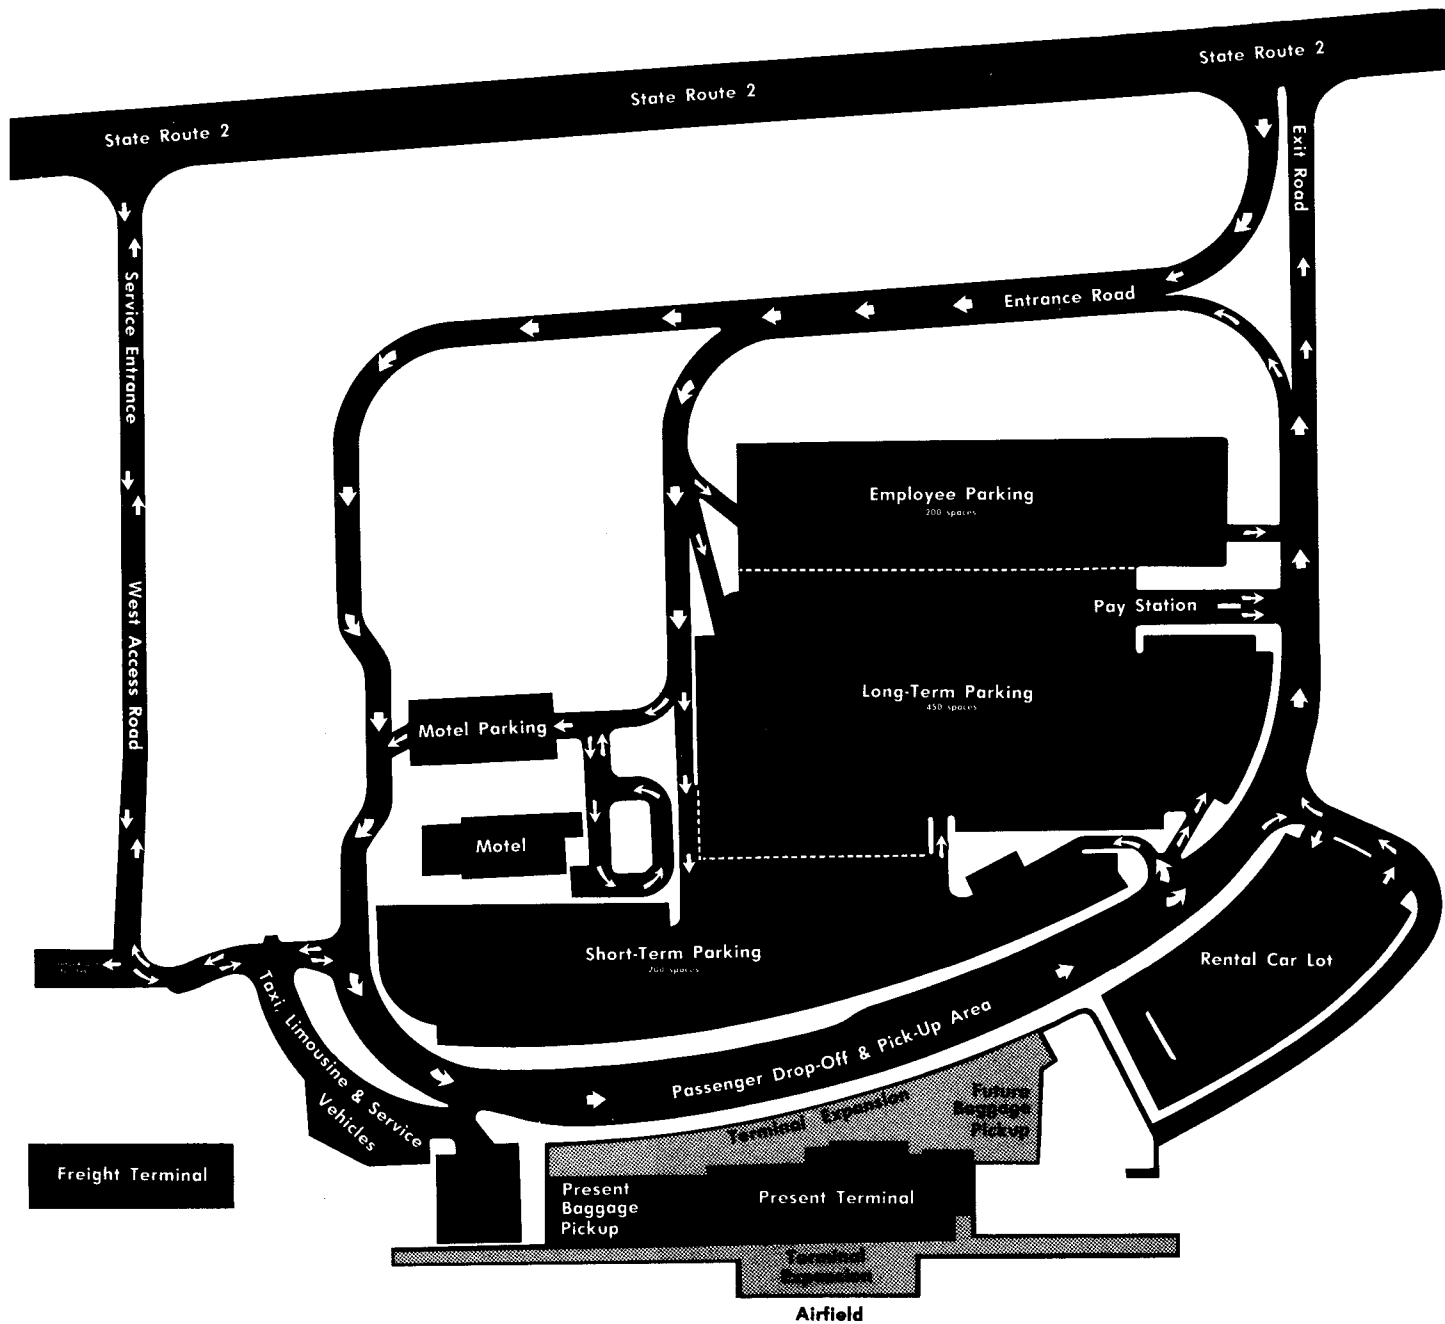 State Route 2
State Route 2
State Route 2
Exit Road
Entrance Road
Service Entrance
Employee Parking
200 spaces
Pay Station
West Access Road
Long-Term Parking
450 spaces
Motel Parking
Motel
Short-Term Parking
260 spaces
Rental Car Lot
Taxi, Limousine & Service
Vehicles
Passenger Drop-Off & Pick-Up Area
Terminal Expansion
Future
Baggage
Pickup
Freight Terminal
Present
Baggage
Pickup
Present Terminal
Terminal
Expansion
Airfield